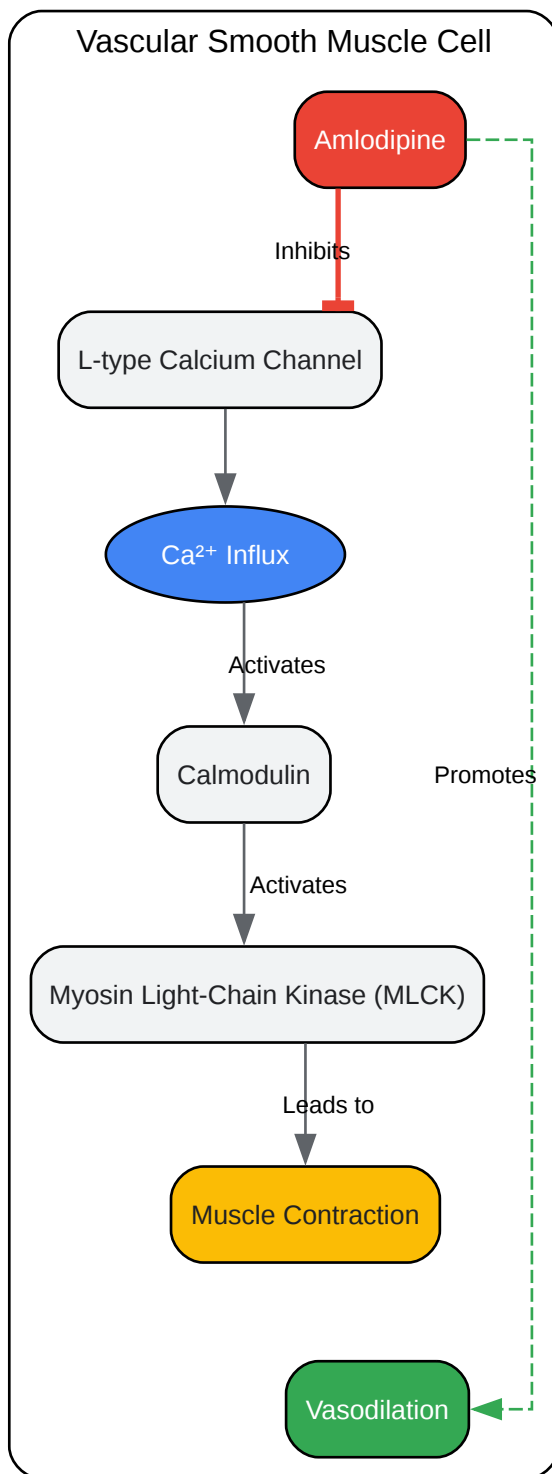 Vascular Smooth Muscle Cell
Amlodipine
Inhibits
L-type Calcium Channel
Ca²⁺ Influx
Activates
Calmodulin
Promotes
Activates
Myosin Light-Chain Kinase (MLCK)
Leads to
Muscle Contraction
Vasodilation